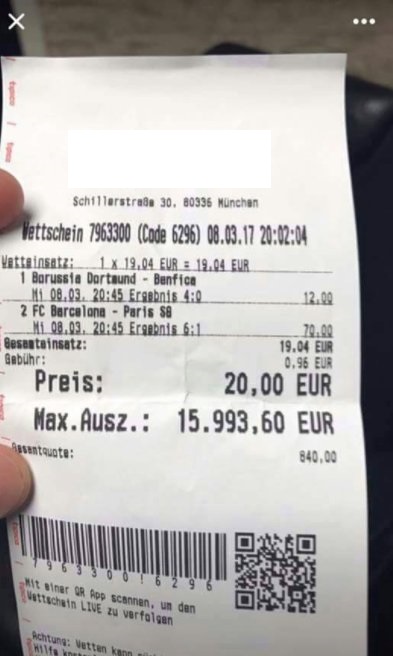 Schillerstraße 30, 80336 München
Wettschein 7963300 (Code 6296) 08.03.17 20:02:04
Wetteinsatz: 1 x 19,04 EUR = 19,04 EUR
1 Borussia Dortmund - Benfica
Mi 08.03. 20:45 Ergebnis 4:0 12,00
2 FC Barcelona - Paris SG
Mi 08.03. 20:45 Ergebnis 6:1 70,00
Gesamteinsatz: 19,04 EUR
Gebühr: 0,96 EUR
Preis: 20,00 EUR
Max.Ausz.: 15.993,60 EUR
Gesamtquote: 840,00
7963300!6296
Mit einer QR App scannen, um den
Wettschein LIVE zu verfolgen
Achtung: Wetten kann